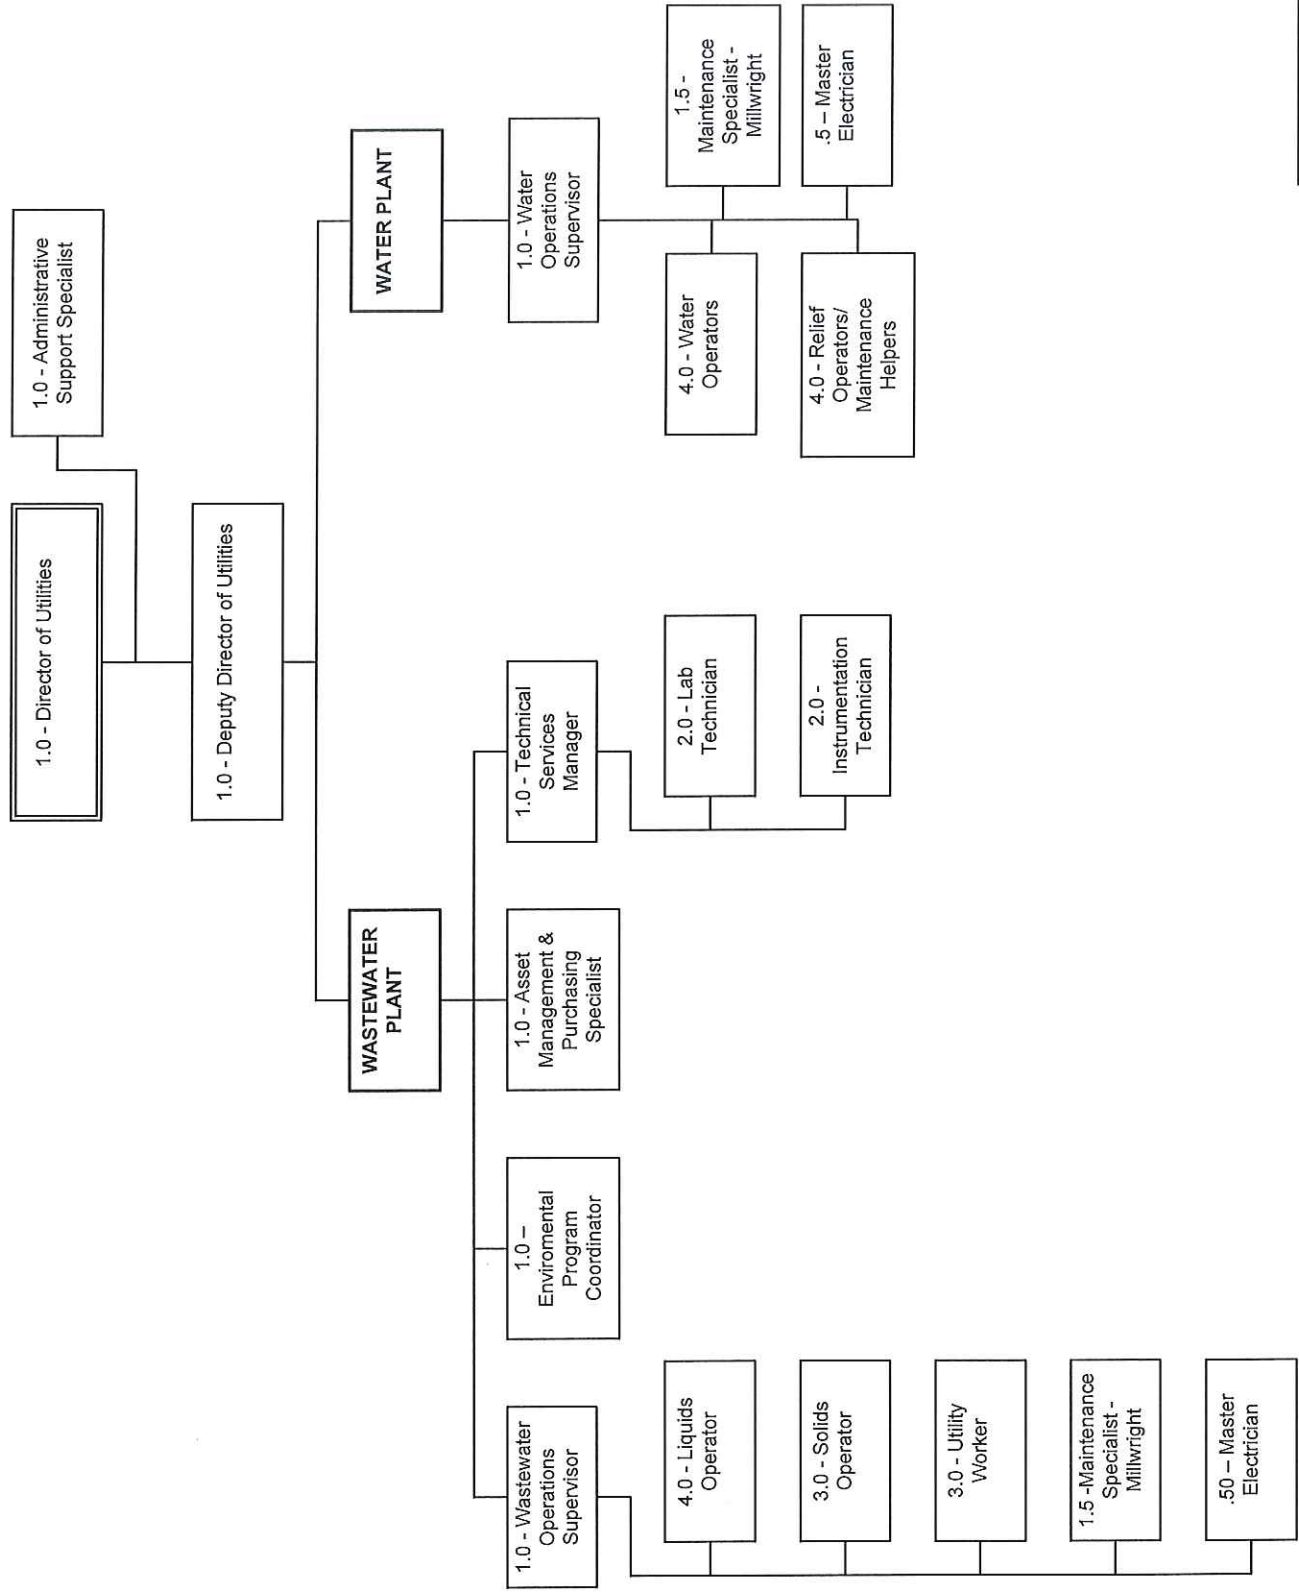 1.0 - Director of Utilities
1.0 - Administrative
Support Specialist
1.0 - Deputy Director of Utilities
WASTEWATER
PLANT
WATER PLANT
1.0 - Wastewater
Operations
Supervisor
1.0 –
Enviromental
Program
Coordinator
1.0 - Asset
Management &
Purchasing
Specialist
1.0 - Technical
Services
Manager
1.0 - Water
Operations
Supervisor
4.0 - Liquids
Operator
3.0 - Solids
Operator
3.0 - Utility
Worker
1.5 -Maintenance
Specialist -
Millwright
.50 – Master
Electrician
2.0 - Lab
Technician
2.0 -
Instrumentation
Technician
4.0 - Water
Operators
4.0 - Relief
Operators/
Maintenance
Helpers
1.5 -
Maintenance
Specialist -
Millwright
.5 – Master
Electrician